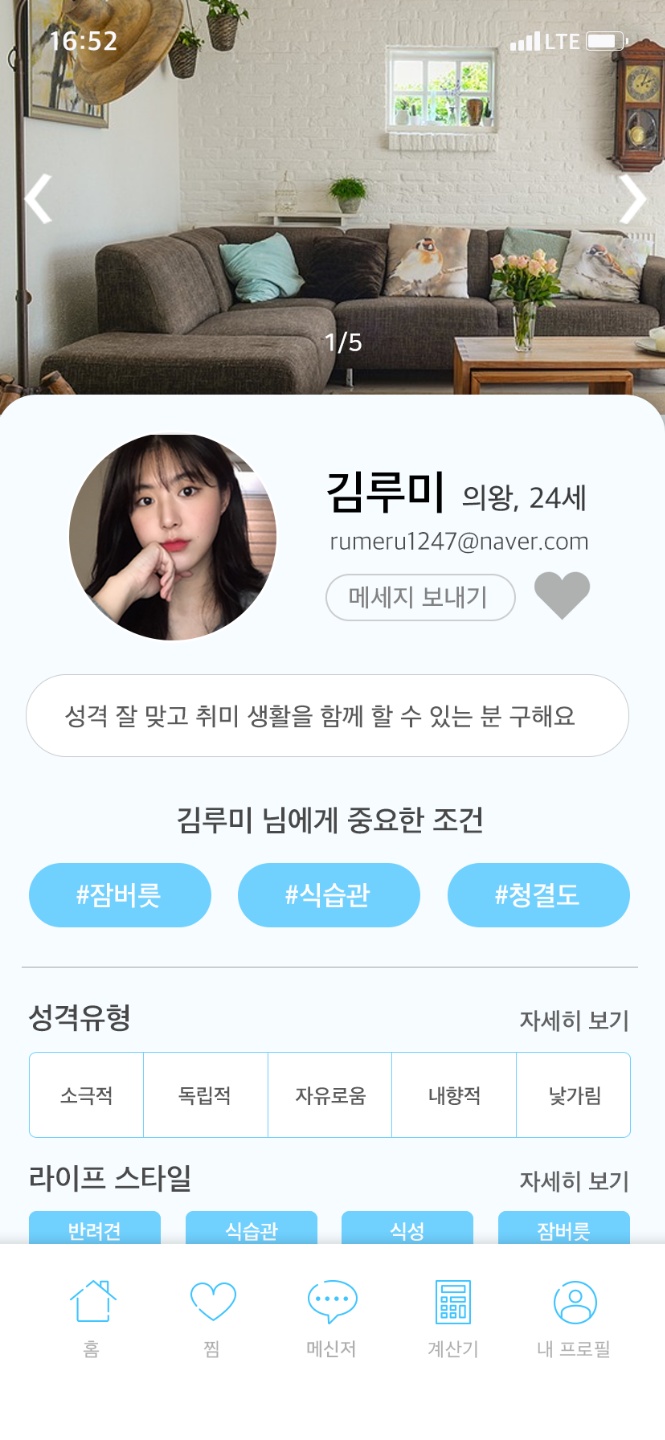 16:52
LTE
1/5
김루미 의왕, 24세
rumeru1247@naver.com
메세지 보내기
성격 잘 맞고 취미 생활을 함께 할 수 있는 분 구해요
김루미 님에게 중요한 조건
#잠버릇 #식습관 #청결도
성격유형 자세히 보기
소극적 독립적 자유로움 내향적 낯가림
라이프 스타일 자세히 보기
반려견 식습관 식성 잠버릇
홈 찜 메신저 계산기 내 프로필